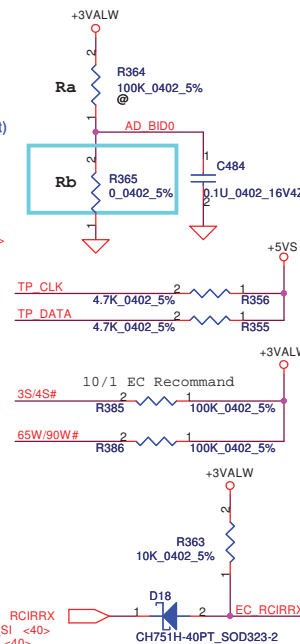 +3VALW
2
R364
Ra
100K_0402_5%
@
1
AD_BID0
t)
2
1
R365
C484
Rb
0_0402_5%
0.1U_0402_16V4Z
2
1
+5VS
TP_CLK
2
1
4.7K_0402_5%
R356
TP_DATA
2
1
4.7K_0402_5%
R355
+3VALW
10/1 EC Recommand
3S/4S#
2
1
R385
100K_0402_5%
65W/90W#
2
1
R386
100K_0402_5%
+3VALW
2
R363
10K_0402_5%
1
D18
RCIRRX
1
2
EC_RCIRRX
SI <40>
<40>
CH751H-40PT_SOD323-2